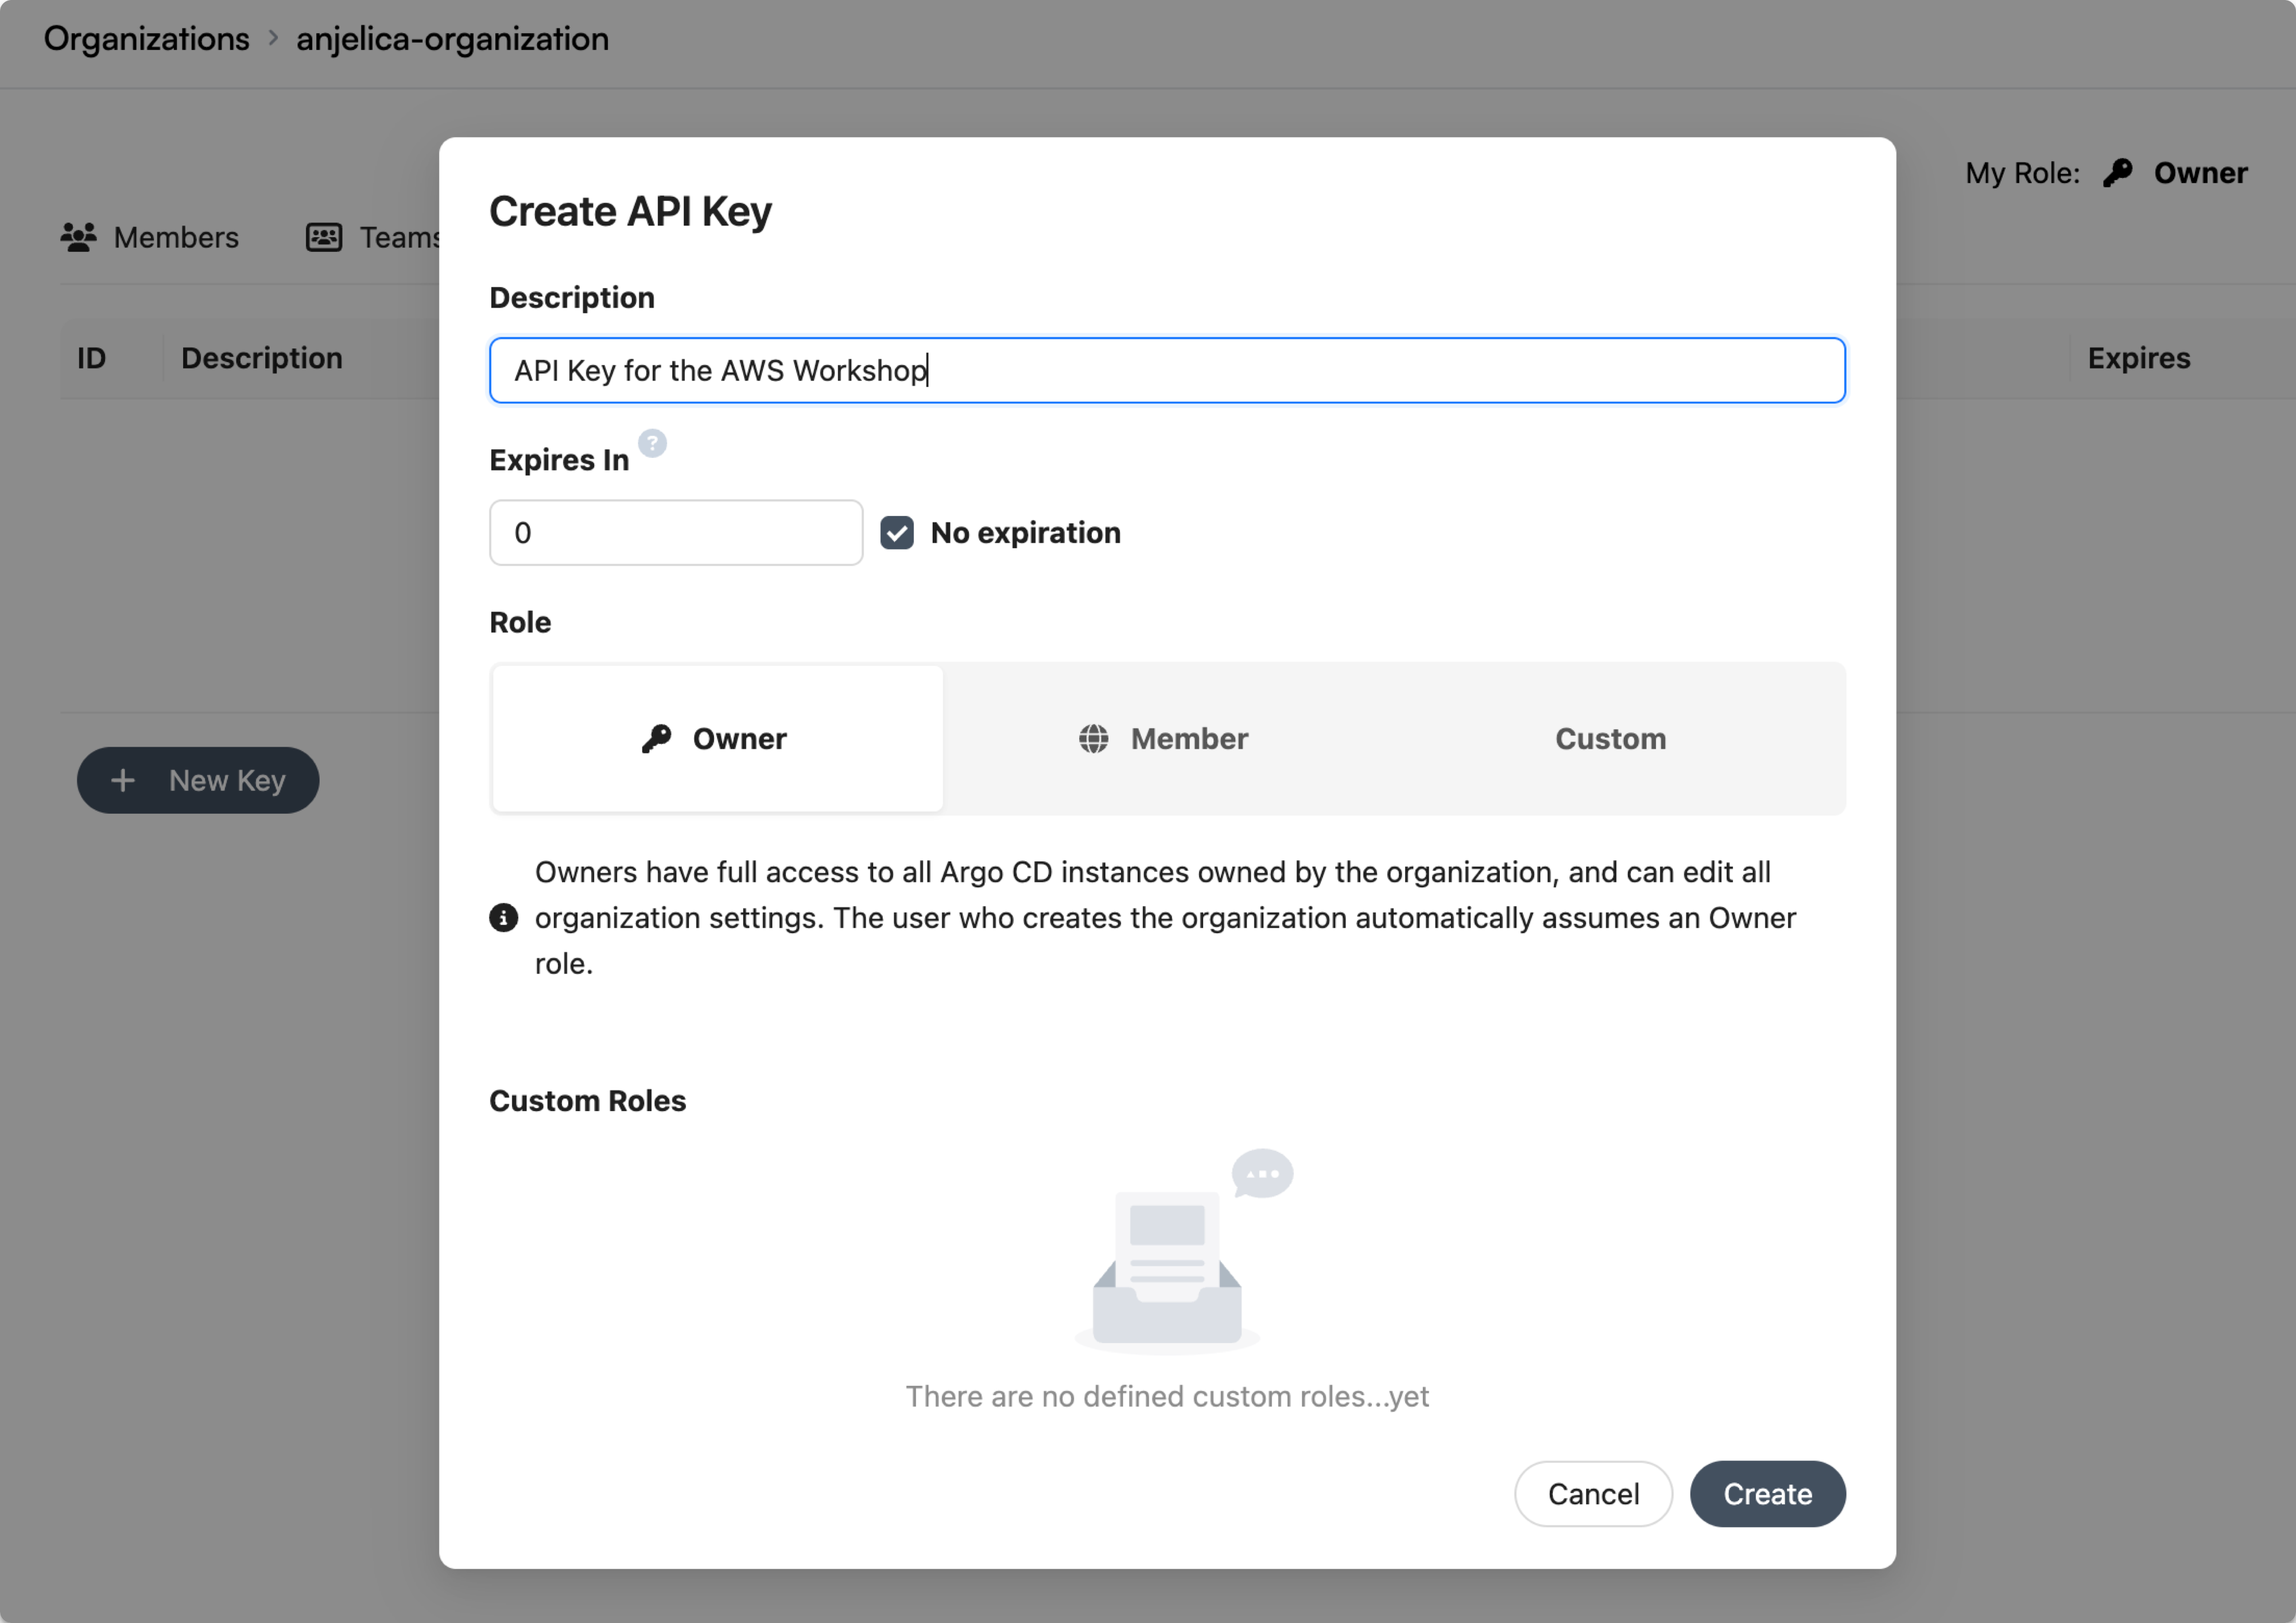 Organizations > anjelica-organization
My Role: Owner
Members Teams
ID Description Expires
New Key
Create API Key
Description
API Key for the AWS Workshop
Expires In ?
0 No expiration
Role
Owner Member Custom
Owners have full access to all Argo CD instances owned by the organization, and can edit all
organization settings. The user who creates the organization automatically assumes an Owner
role.
Custom Roles
There are no defined custom roles...yet
Cancel Create